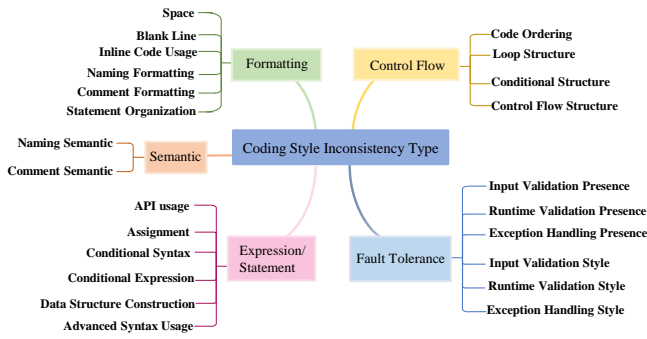 Space
Blank Line
Inline Code Usage
Naming Formatting
Comment Formatting
Statement Organization
Formatting
Control Flow
Code Ordering
Loop Structure
Conditional Structure
Control Flow Structure
Coding Style Inconsistency Type
Naming Semantic
Comment Semantic
Semantic
API usage
Assignment
Conditional Syntax
Conditional Expression
Data Structure Construction
Advanced Syntax Usage
Expression/
Statement
Fault Tolerance
Input Validation Presence
Runtime Validation Presence
Exception Handling Presence
Input Validation Style
Runtime Validation Style
Exception Handling Style